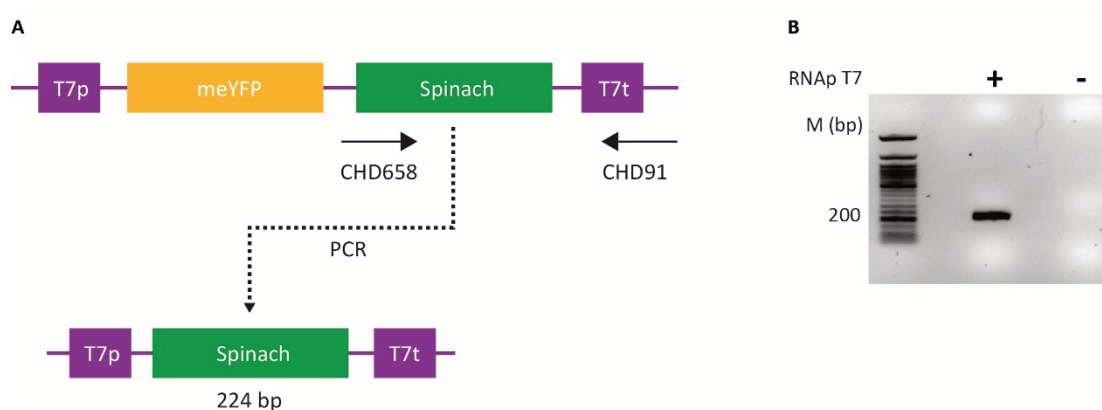 A
T7p
meYFP
Spinach
T7t
CHD658
CHD91
PCR
T7p
Spinach
T7t
224 bp
B
RNAp T7
+
-
M (bp)
200